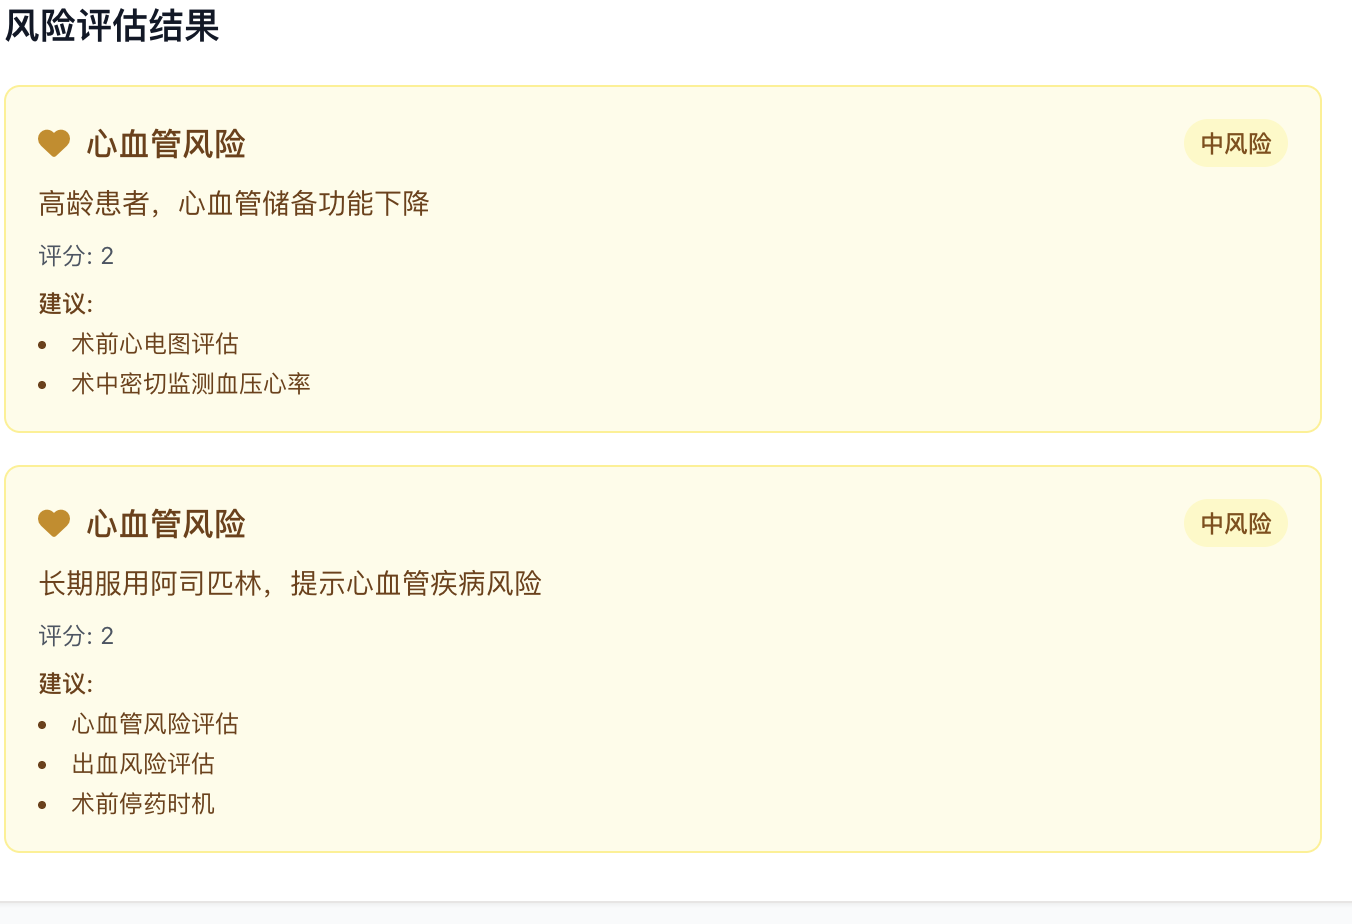 风险评估结果
心血管风险
中风险
高龄患者，心血管储备功能下降
评分: 2
建议:
• 术前心电图评估
• 术中密切监测血压心率
心血管风险
中风险
长期服用阿司匹林，提示心血管疾病风险
评分: 2
建议:
• 心血管风险评估
• 出血风险评估
• 术前停药时机